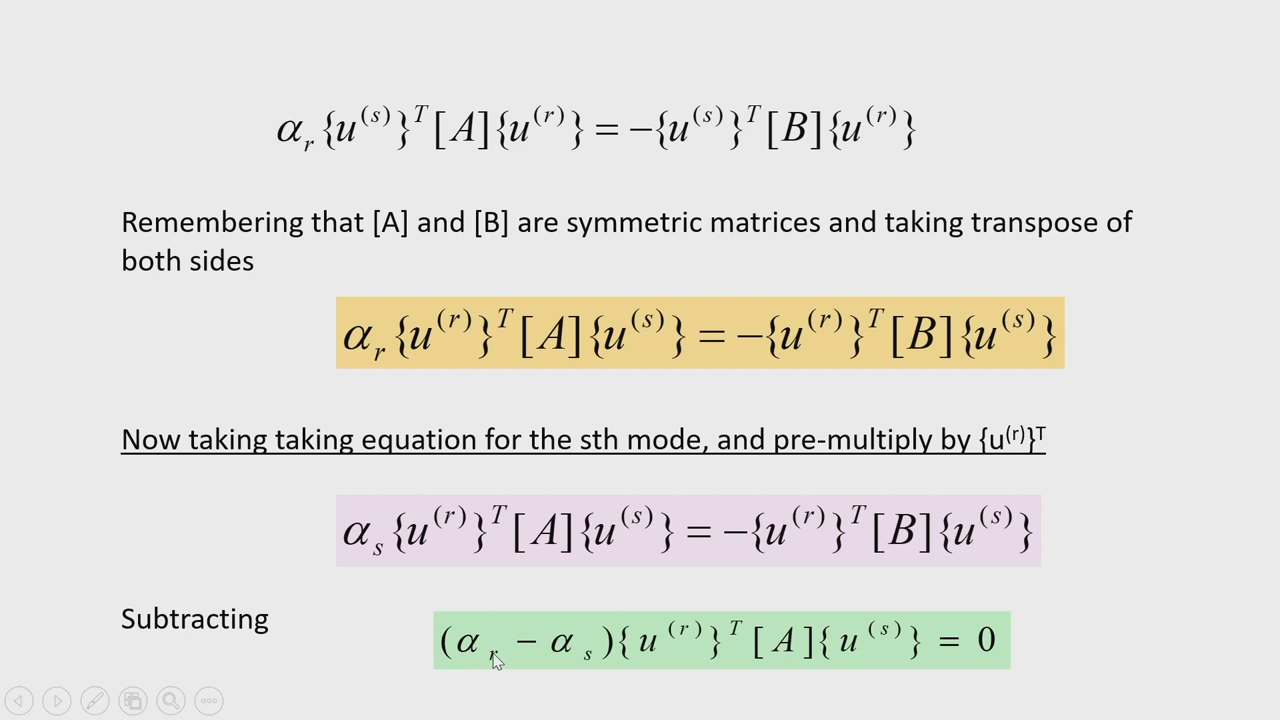 α_r {u^(s)}^T [A]{u^(r)} = −{u^(s)}^T [B]{u^(r)}
Remembering that [A] and [B] are symmetric matrices and taking transpose of
both sides
α_r {u^(r)}^T [A]{u^(s)} = −{u^(r)}^T [B]{u^(s)}
Now taking taking equation for the sth mode, and pre-multiply by {u^(r)}^T
α_s {u^(r)}^T [A]{u^(s)} = −{u^(r)}^T [B]{u^(s)}
Subtracting
(α_r − α_s){u^(r)}^T [A]{u^(s)} = 0